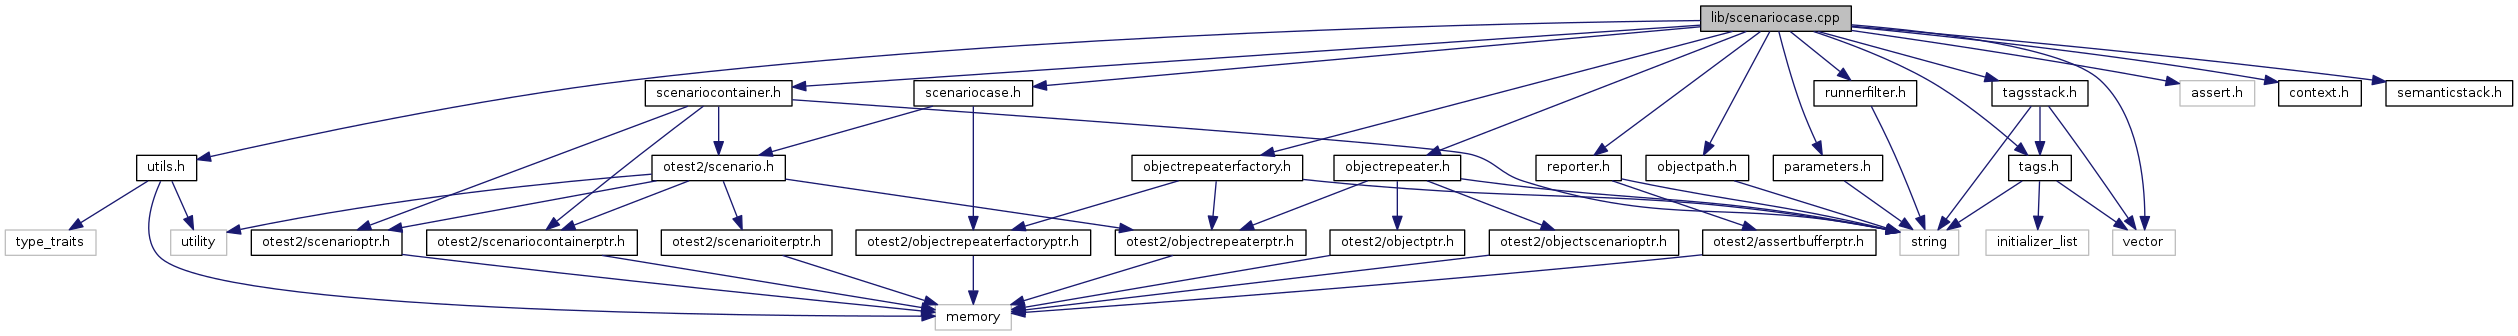 lib/scenariocase.cpp
scenariocontainer.h
scenariocase.h
runnerfilter.h
tagsstack.h
assert.h
context.h
semanticstack.h
utils.h
otest2/scenario.h
objectrepeaterfactory.h
objectrepeater.h
reporter.h
objectpath.h
parameters.h
tags.h
type_traits
utility
otest2/scenarioptr.h
otest2/scenariocontainerptr.h
otest2/scenarioiterptr.h
otest2/objectrepeaterfactoryptr.h
otest2/objectrepeaterptr.h
otest2/objectptr.h
otest2/objectscenarioptr.h
otest2/assertbufferptr.h
string
initializer_list
vector
memory